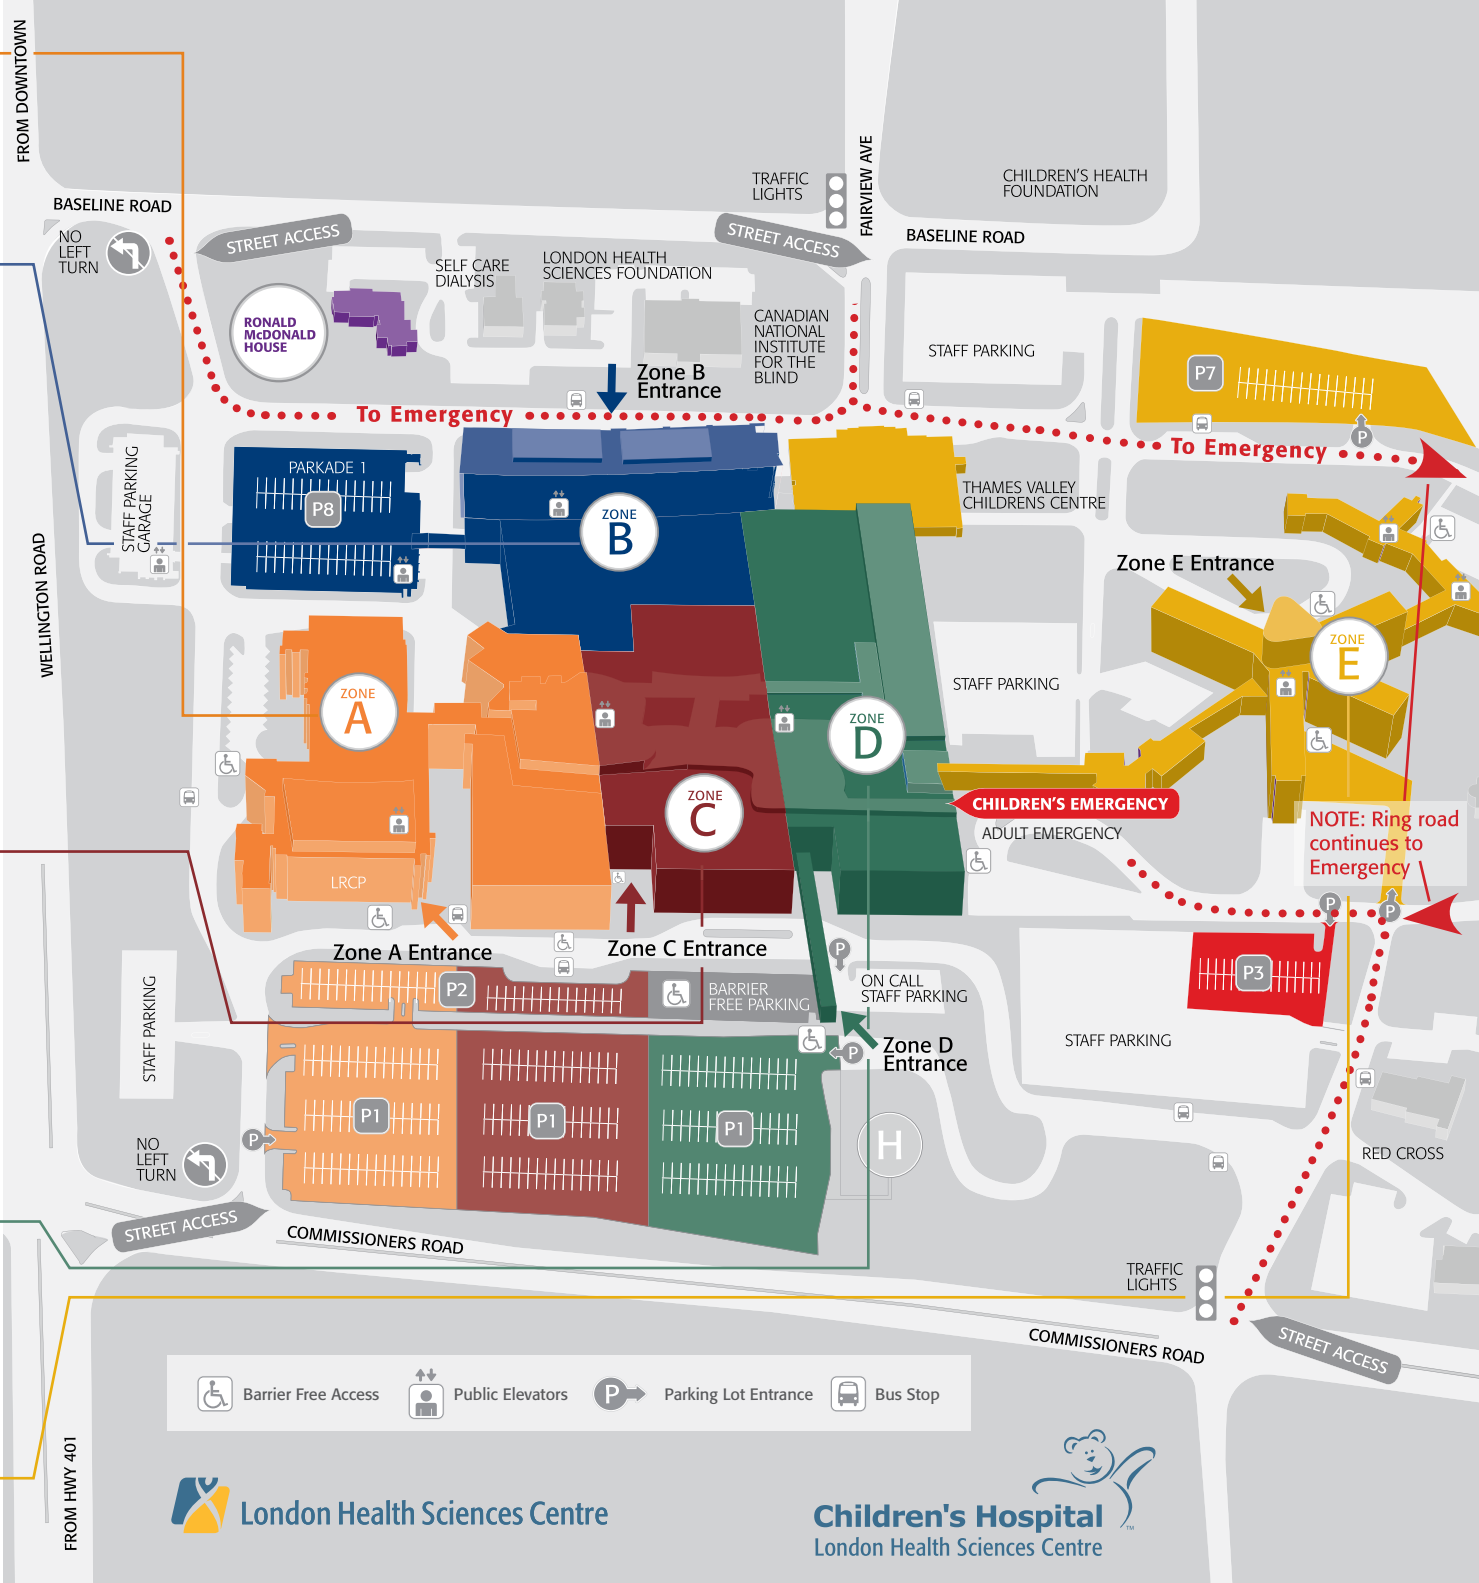 FROM DOWNTOWN
BASELINE ROAD
NO
LEFT
TURN
STREET ACCESS
TRAFFIC
LIGHTS
STREET ACCESS
FAIRVIEW AVE
CHILDREN'S HEALTH
FOUNDATION
BASELINE ROAD
SELF CARE
DIALYSIS
LONDON HEALTH
SCIENCES FOUNDATION
RONALD
McDONALD
HOUSE
CANADIAN
NATIONAL
INSTITUTE
FOR THE
BLIND
STAFF PARKING
P7
Zone B
Entrance
To Emergency
To Emergency
P
STAFF PARKING
GARAGE
PARKADE 1
P8
ZONE
B
THAMES VALLEY
CHILDRENS CENTRE
WELLINGTON ROAD
Zone E Entrance
ZONE
E
ZONE
A
STAFF PARKING
ZONE
D
ZONE
C
CHILDREN'S EMERGENCY
ADULT EMERGENCY
NOTE: Ring road
continues to
Emergency
LRCP
P
P
Zone A Entrance
Zone C Entrance
P
STAFF PARKING
P2
BARRIER
FREE PARKING
ON CALL
STAFF PARKING
P3
STAFF PARKING
Zone D
Entrance
P
P1
P1
P1
H
P
NO
LEFT
TURN
RED CROSS
STREET ACCESS
COMMISSIONERS ROAD
TRAFFIC
LIGHTS
COMMISSIONERS ROAD
STREET ACCESS
Barrier Free Access
Public Elevators
P
Parking Lot Entrance
Bus Stop
FROM HWY 401
London Health Sciences Centre
Children's Hospital
TM
London Health Sciences Centre